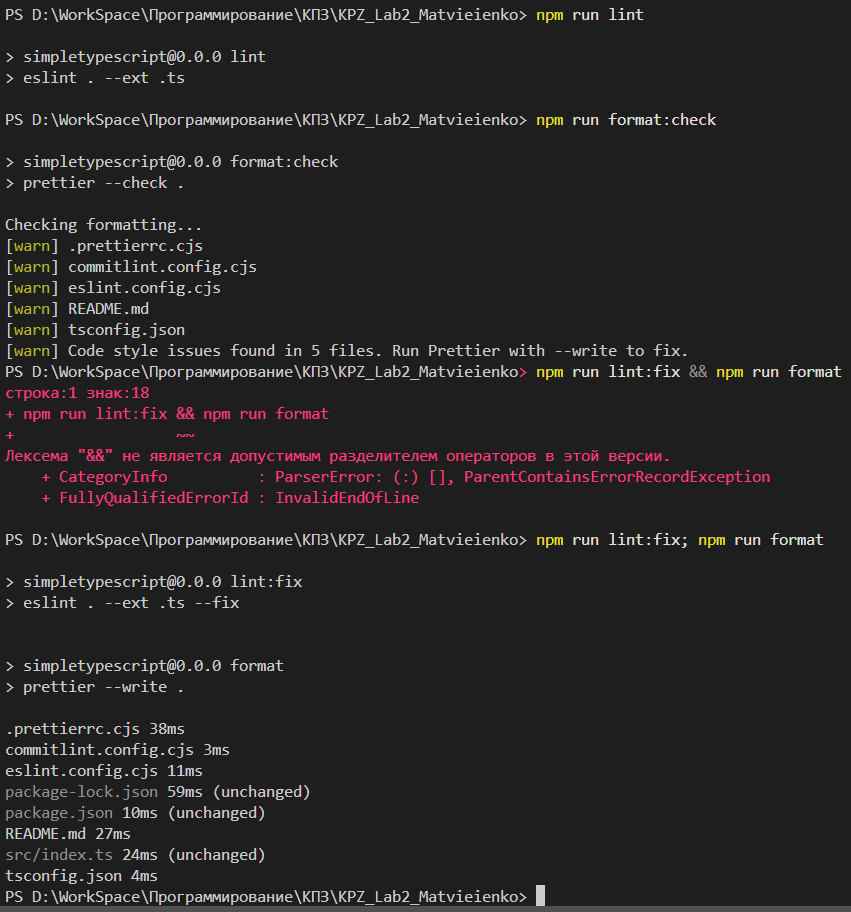 PS D:\WorkSpace\Программирование\КПЗ\KPZ_Lab2_Matvieienko> npm run lint
> simpletypescript@0.0.0 lint
> eslint . --ext .ts
PS D:\WorkSpace\Программирование\КПЗ\KPZ_Lab2_Matvieienko> npm run format:check
> simpletypescript@0.0.0 format:check
> prettier --check .
Checking formatting...
[warn] .prettierrc.cjs
[warn] commitlint.config.cjs
[warn] eslint.config.cjs
[warn] README.md
[warn] tsconfig.json
[warn] Code style issues found in 5 files. Run Prettier with --write to fix.
PS D:\WorkSpace\Программирование\КПЗ\KPZ_Lab2_Matvieienko> npm run lint:fix && npm run format
строка:1 знак:18
+ npm run lint:fix && npm run format
+                  ~~
Лексема "&&" не является допустимым разделителем операторов в этой версии.
    + CategoryInfo          : ParserError: (:) [], ParentContainsErrorRecordException
    + FullyQualifiedErrorId : InvalidEndOfLine
PS D:\WorkSpace\Программирование\КПЗ\KPZ_Lab2_Matvieienko> npm run lint:fix; npm run format
> simpletypescript@0.0.0 lint:fix
> eslint . --ext .ts --fix
> simpletypescript@0.0.0 format
> prettier --write .
.prettierrc.cjs 38ms
commitlint.config.cjs 3ms
eslint.config.cjs 11ms
package-lock.json 59ms (unchanged)
package.json 10ms (unchanged)
README.md 27ms
src/index.ts 24ms (unchanged)
tsconfig.json 4ms
PS D:\WorkSpace\Программирование\КПЗ\KPZ_Lab2_Matvieienko>